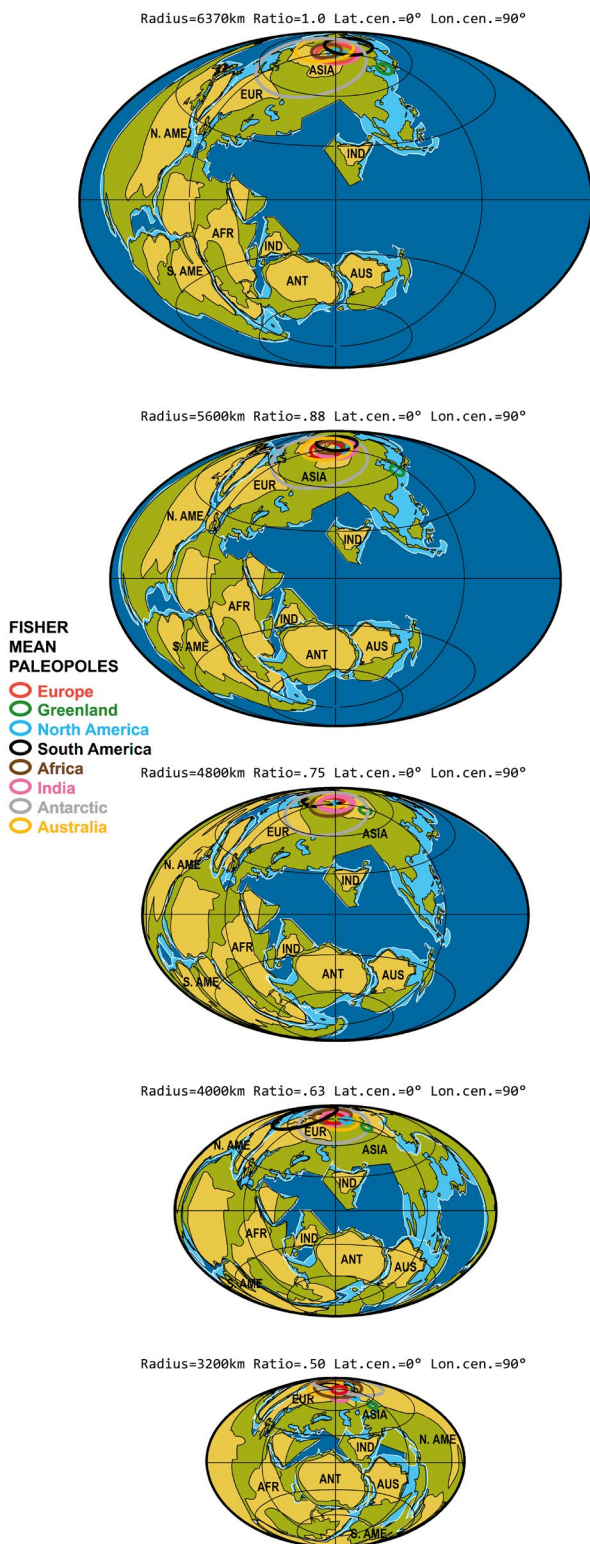 Radius=6370km Ratio=1.0 Lat.cen.=0° Lon.cen.=90°
ASIA
EUR
N. AME
IND
AFR
IND
S. AME
ANT
AUS
Radius=5600km Ratio=.88 Lat.cen.=0° Lon.cen.=90°
ASIA
EUR
N. AME
IND
AFR
IND
S. AME
ANT
AUS
FISHER
MEAN
PALEOPOLES
Europe
Greenland
North America
South America
Africa
India
Antarctic
Australia
Radius=4800km Ratio=.75 Lat.cen.=0° Lon.cen.=90°
EUR
ASIA
N. AME
IND
AFR
IND
ANT
AUS
S. AME
Radius=4000km Ratio=.63 Lat.cen.=0° Lon.cen.=90°
EUR
N. AME
ASIA
IND
AFR
IND
ANT
AUS
S. AME
Radius=3200km Ratio=.50 Lat.cen.=0° Lon.cen.=90°
EUR
ASIA
N. AME
IND
ANT
AFR
AUS
S. AME